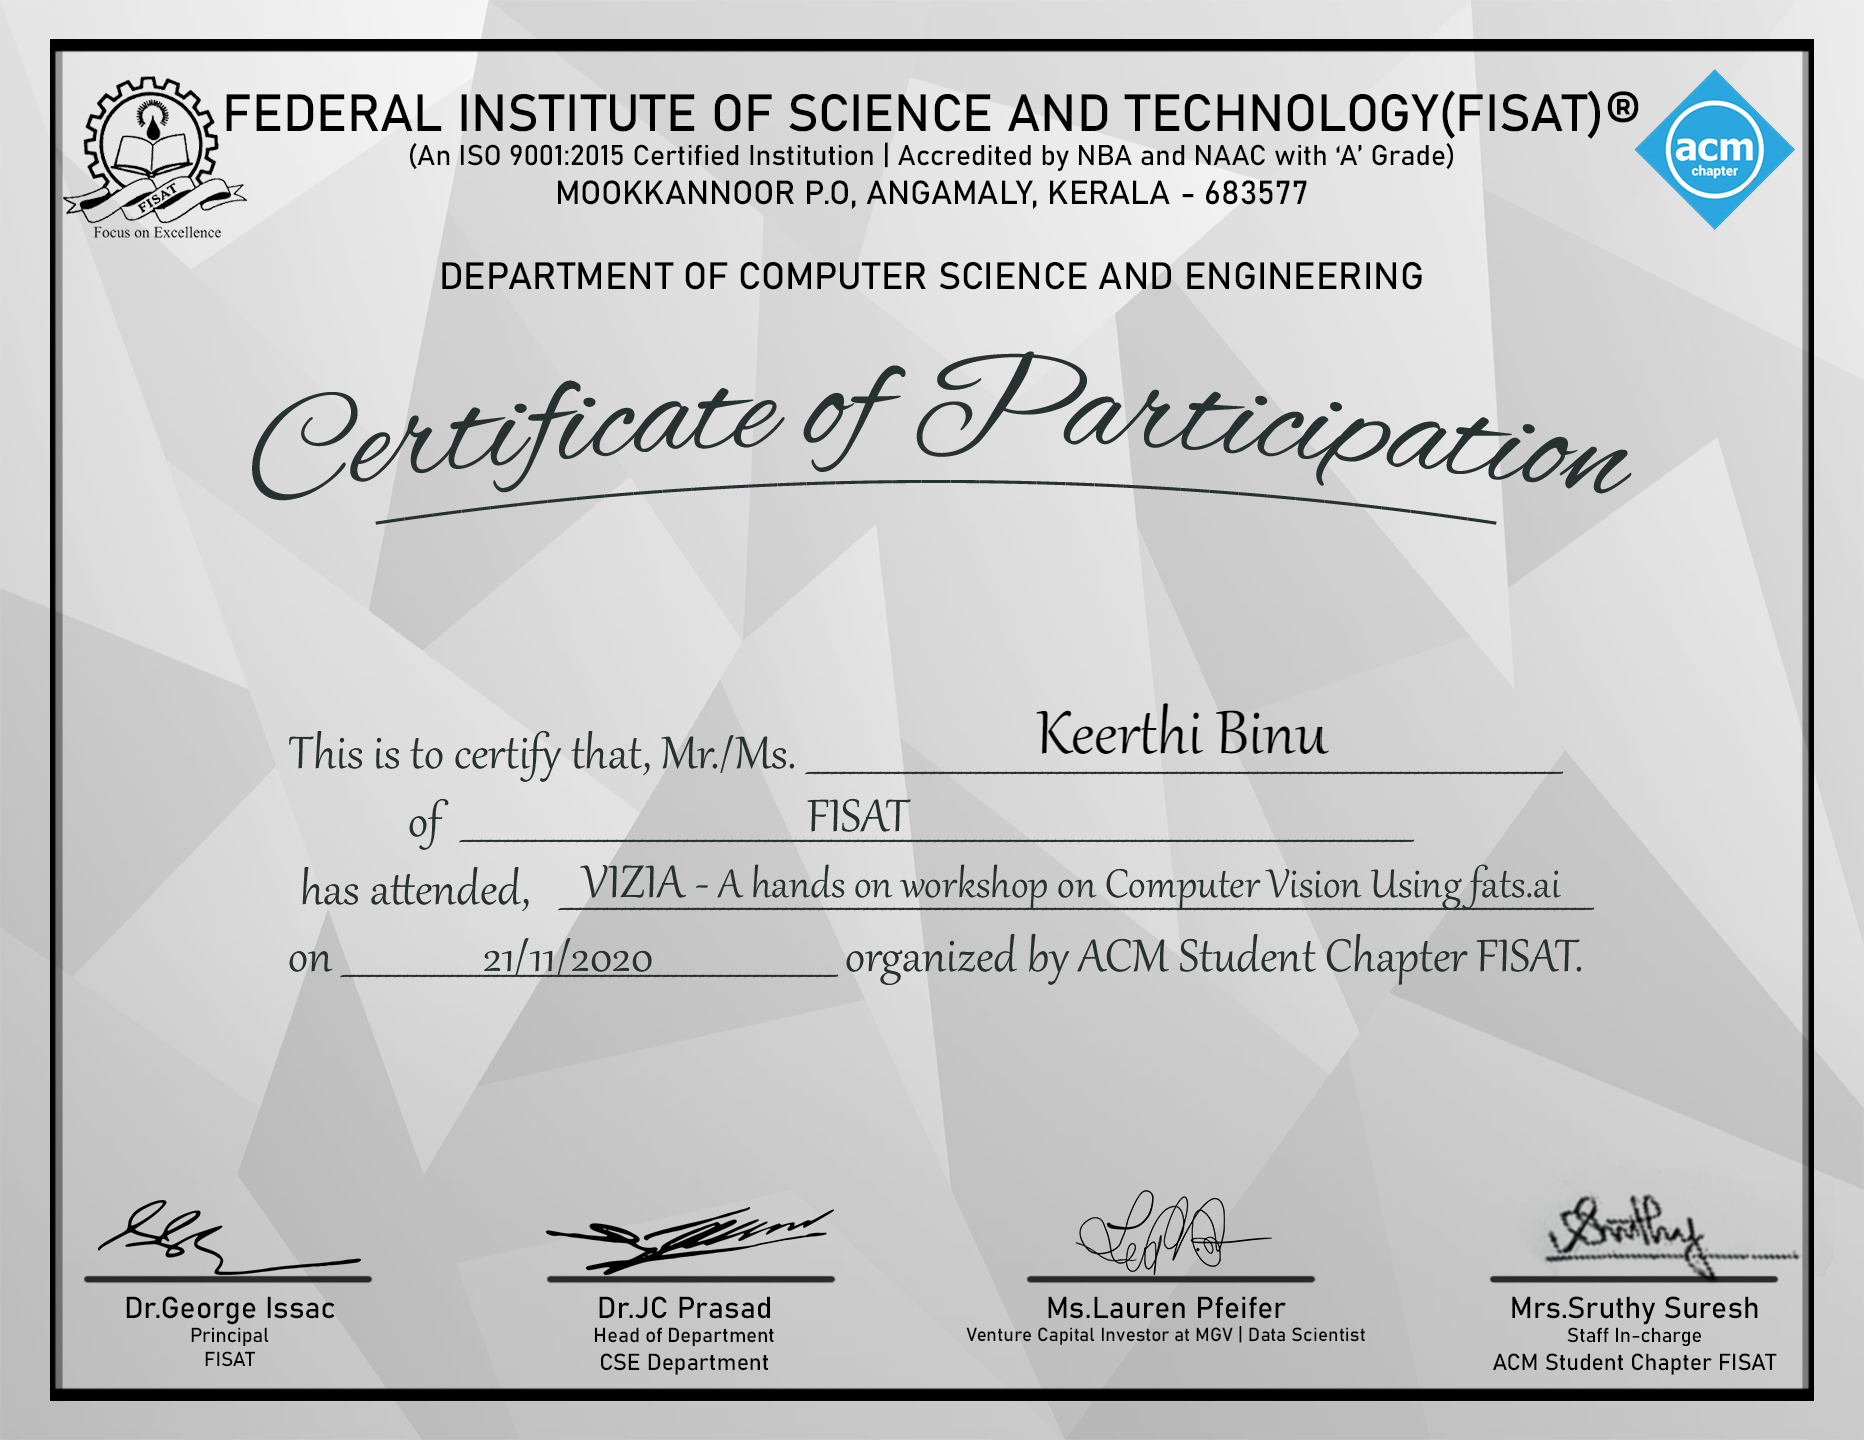 FEDERAL INSTITUTE OF SCIENCE AND TECHNOLOGY(FISAT)®
(An ISO 9001:2015 Certified Institution | Accredited by NBA and NAAC with ‘A’ Grade)
MOOKKANNOOR P.O, ANGAMALY, KERALA - 683577
FISAT
Focus on Excellence
acm
chapter
DEPARTMENT OF COMPUTER SCIENCE AND ENGINEERING
Certificate of Participation
This is to certify that, Mr./Ms. Keerthi Binu
of FISAT
has attended, VIZIA - A hands on workshop on Computer Vision Using fats.ai
on 21/11/2020 organized by ACM Student Chapter FISAT.
Sruthy
Dr.George Issac
Principal
FISAT
Dr.JC Prasad
Head of Department
CSE Department
Ms.Lauren Pfeifer
Venture Capital Investor at MGV | Data Scientist
Mrs.Sruthy Suresh
Staff In-charge
ACM Student Chapter FISAT